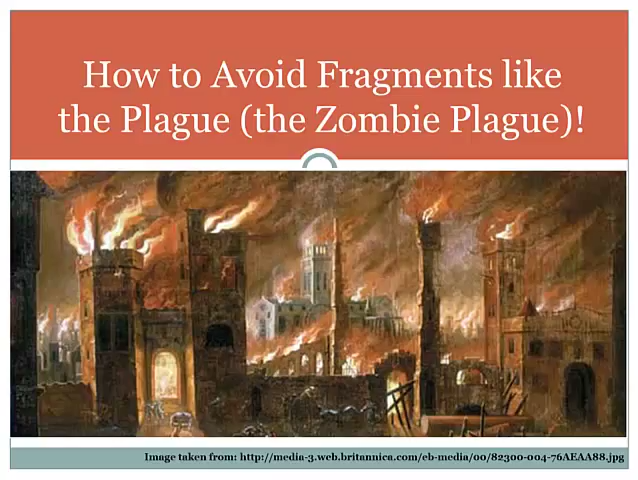 How to Avoid Fragments like
the Plague (the Zombie Plague)!
Image taken from: http://media-3.web.britannica.com/eb-media/00/82300-004-76AEAA88.jpg